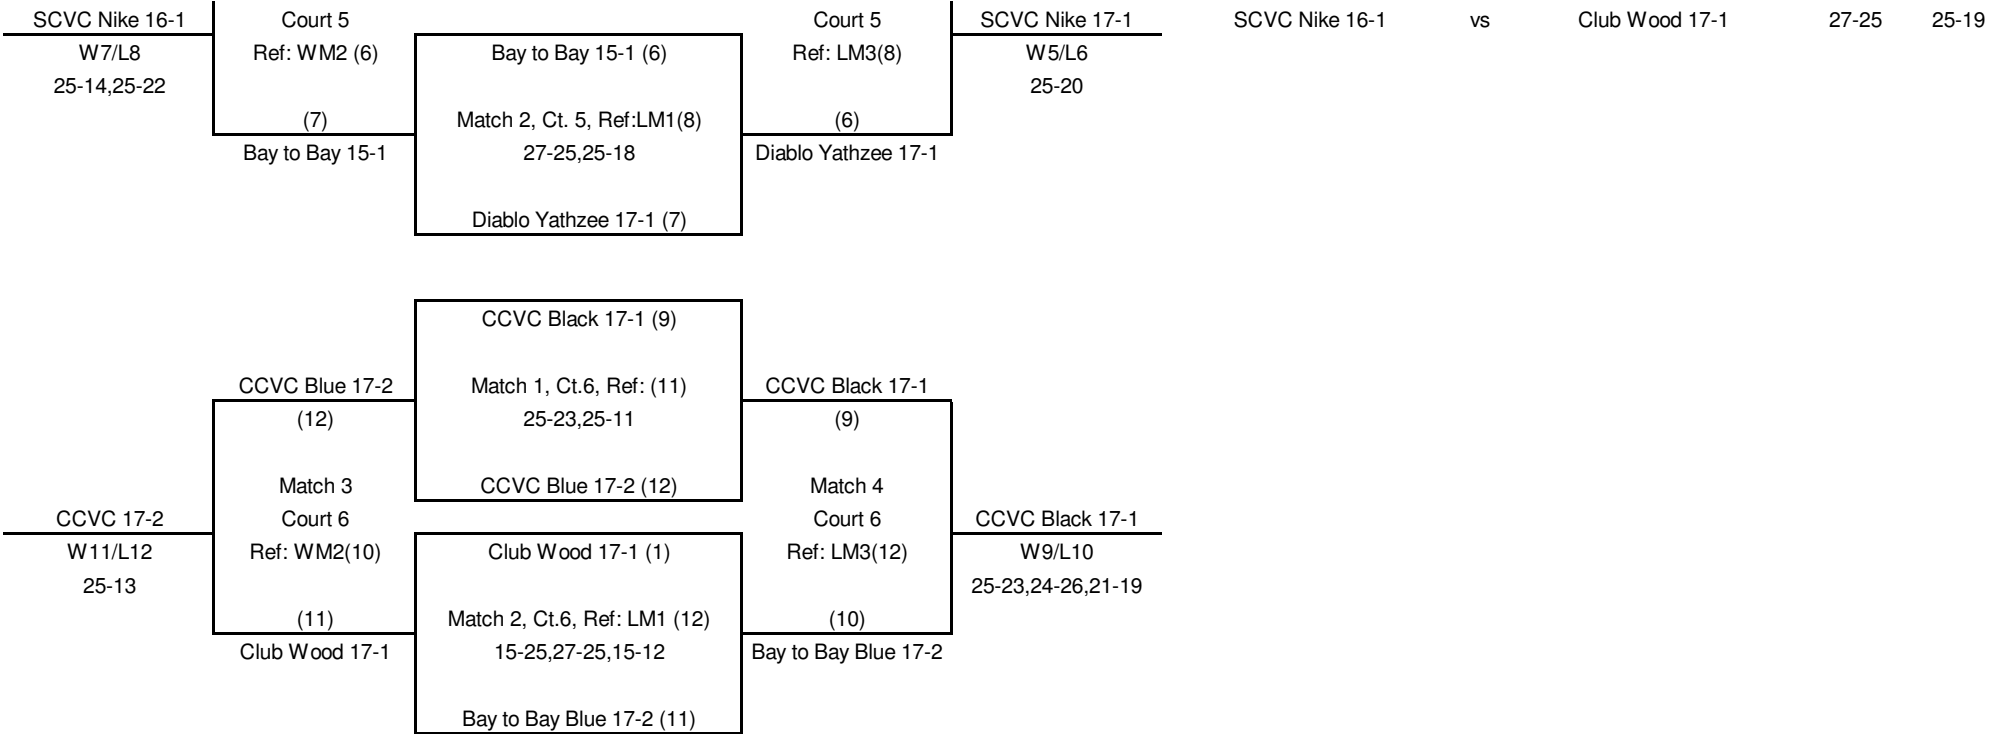 SCVC Nike 16-1 Court 5 Court 5 SCVC Nike 17-1 SCVC Nike 16-1 vs Club Wood 17-1 27-25 25-19
W7/L8 Ref: WM2 (6) Bay to Bay 15-1 (6) Ref: LM3(8) W5/L6
25-14,25-22 25-20
(7) Match 2, Ct. 5, Ref:LM1(8) (6)
Bay to Bay 15-1 27-25,25-18 Diablo Yathzee 17-1
Diablo Yathzee 17-1 (7)
CCVC Black 17-1 (9)
CCVC Blue 17-2 Match 1, Ct.6, Ref: (11) CCVC Black 17-1
(12) 25-23,25-11 (9)
Match 3 CCVC Blue 17-2 (12) Match 4
CCVC 17-2 Court 6 Court 6 CCVC Black 17-1
W11/L12 Ref: WM2(10) Club Wood 17-1 (1) Ref: LM3(12) W9/L10
25-13 25-23,24-26,21-19
(11) Match 2, Ct.6, Ref: LM1 (12) (10)
Club Wood 17-1 15-25,27-25,15-12 Bay to Bay Blue 17-2
Bay to Bay Blue 17-2 (11)